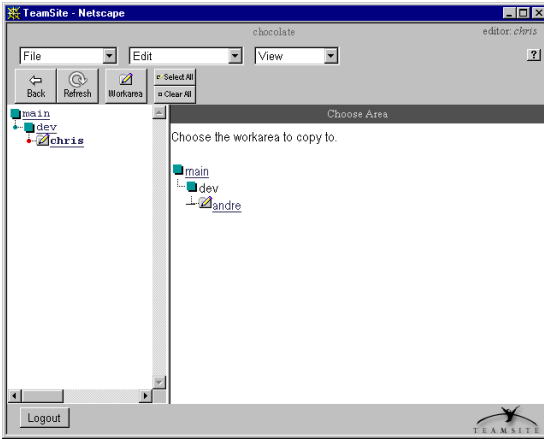 TeamSite - Netscape
chocolate
editor: chris
File Edit View ?
Back Refresh Workarea Select All
Clear All
main
dev
chris
Choose Area
Choose the workarea to copy to.
main
dev
andre
Logout
TEAMSITE